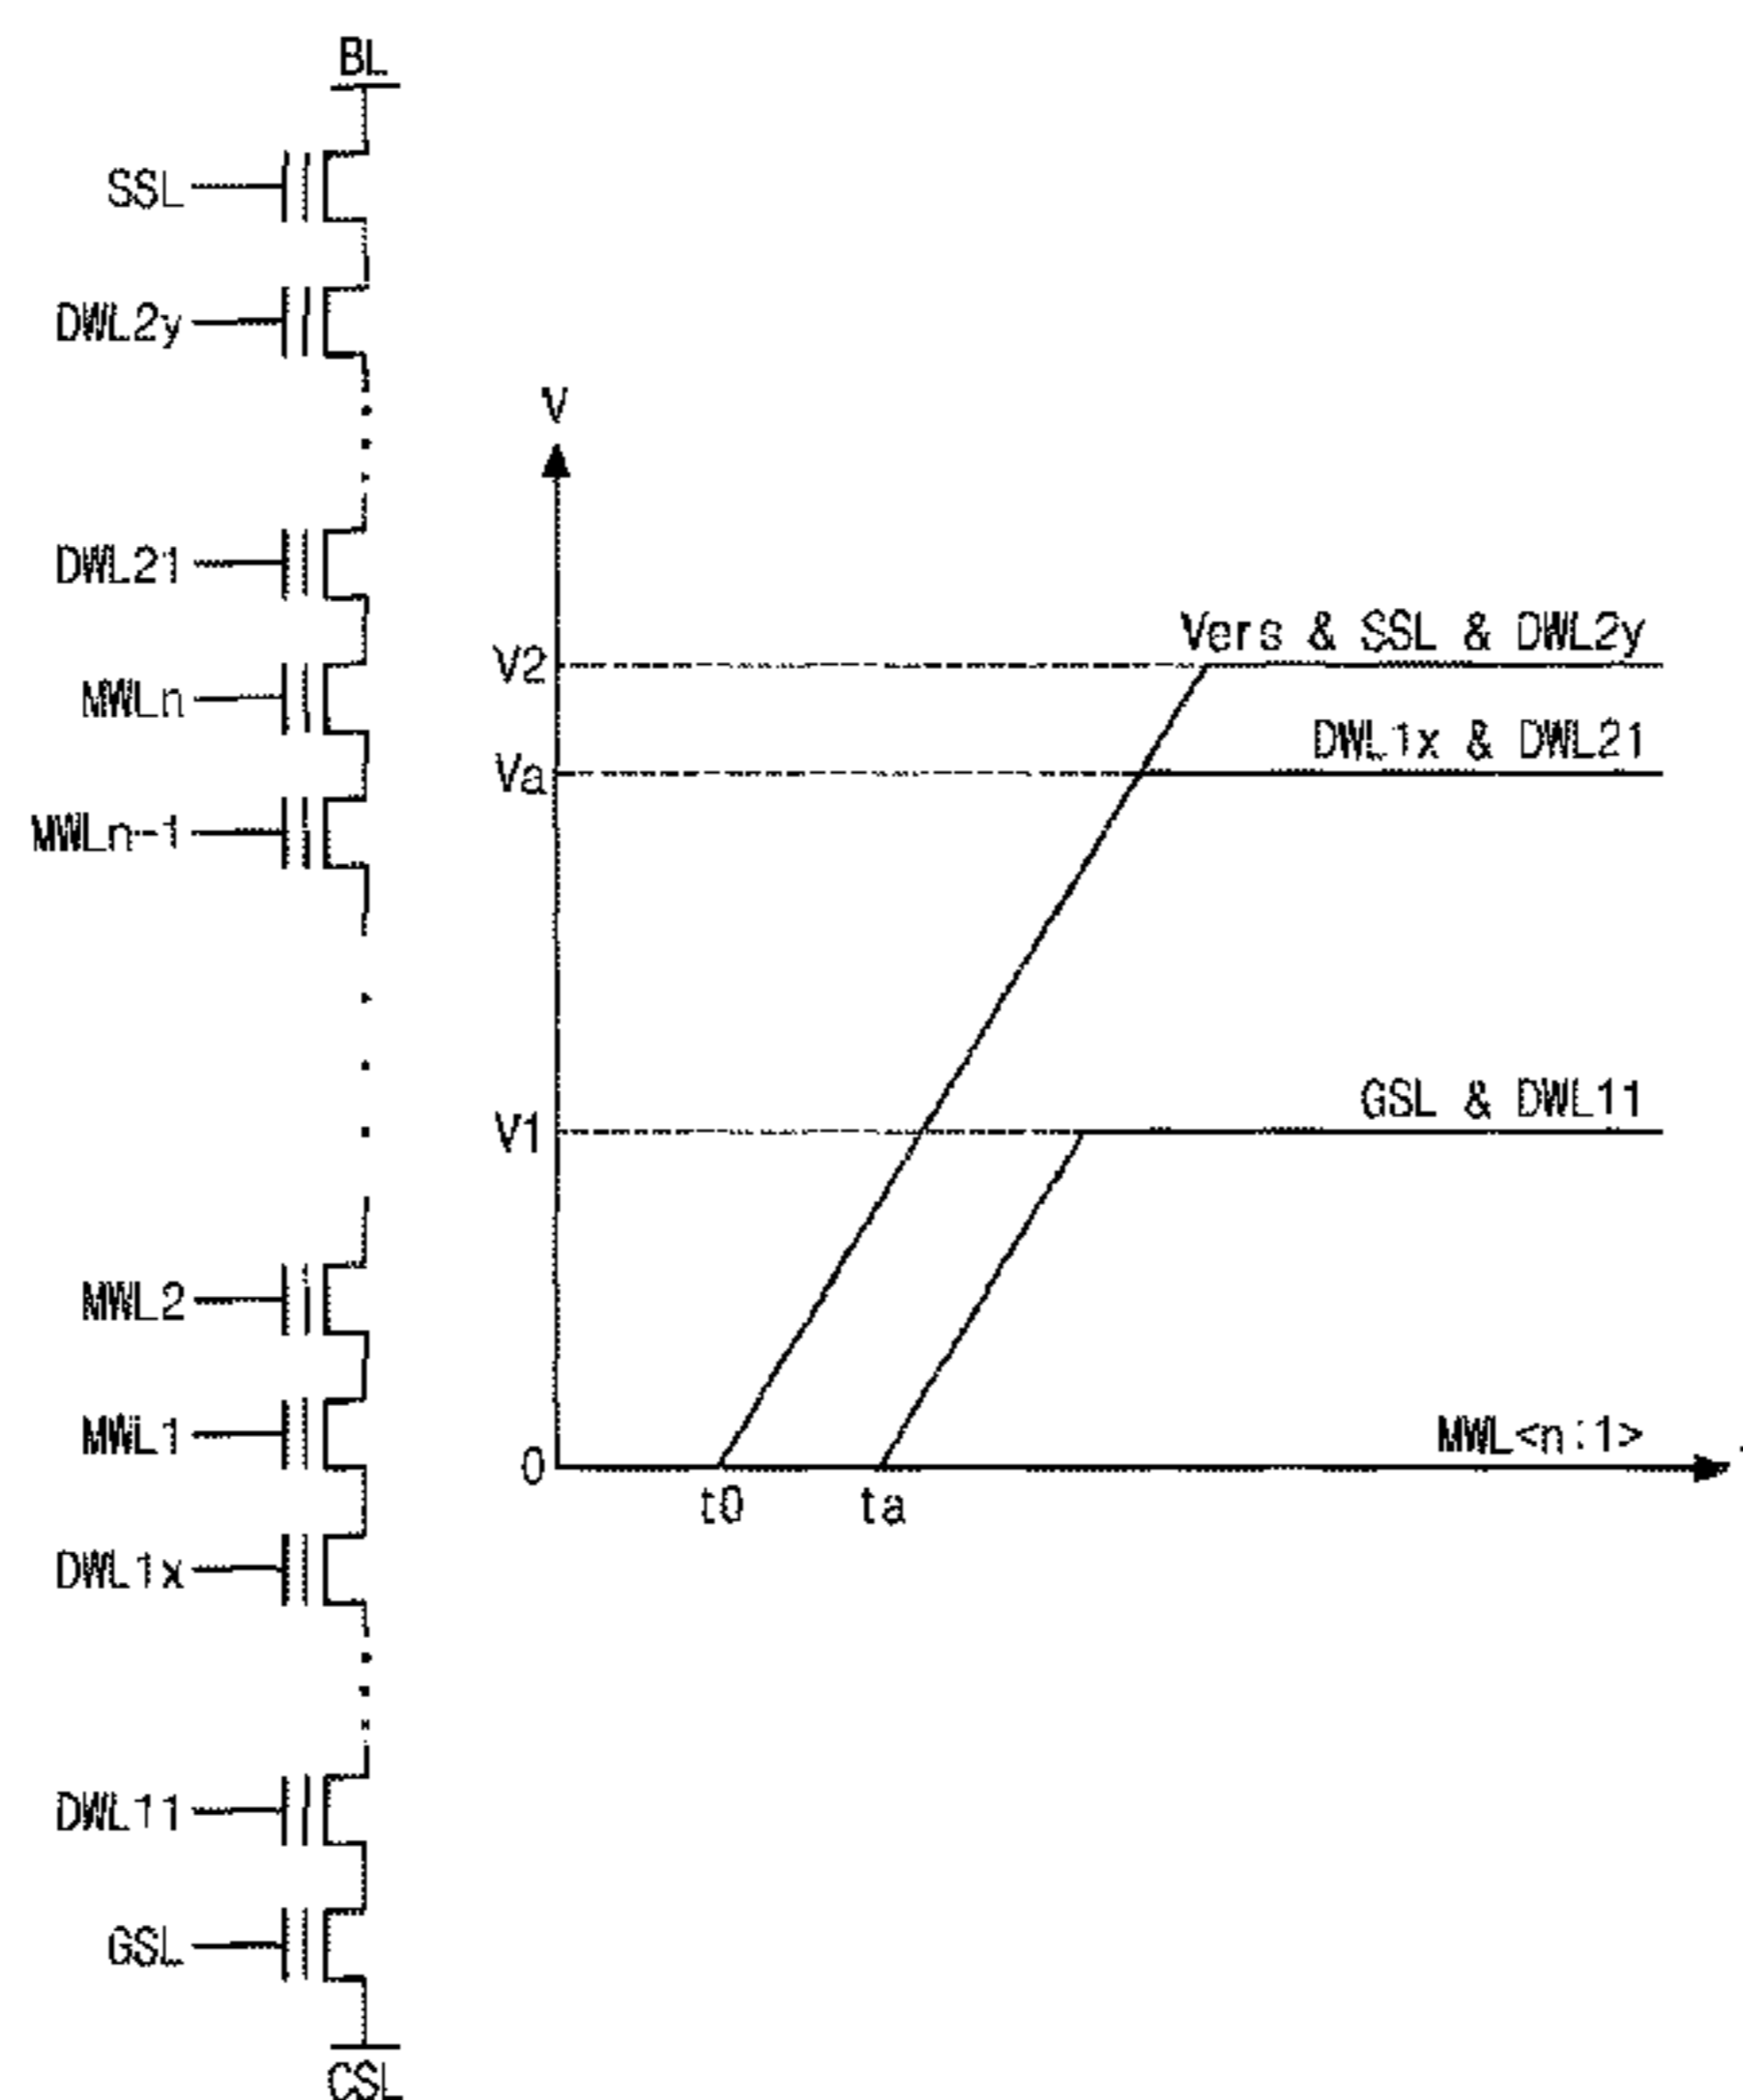 BL
SSL
DWL2y
DWL21
MWLn
MWLn-1
MWL2
MWL1
DWL1x
DWL11
GSL
CSL
V
V2
Va
V1
0
t0
ta
Vers & SSL & DWL2y
DWL1x & DWL21
GSL & DWL11
MWL<n:1>